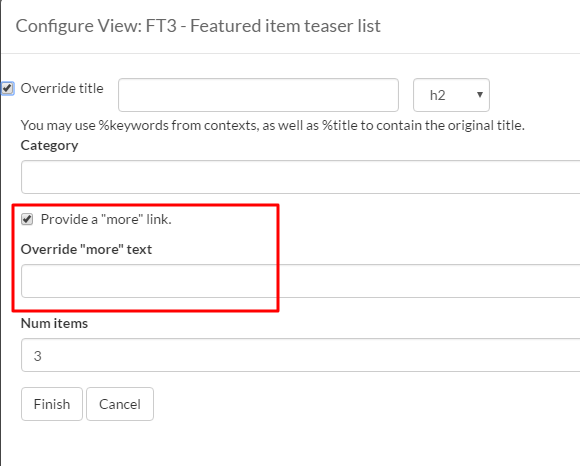 Configure View: FT3 - Featured item teaser list
Override title
h2
You may use %keywords from contexts, as well as %title to contain the original title.
Category
Provide a "more" link.
Override "more" text
Num items
3
Finish Cancel